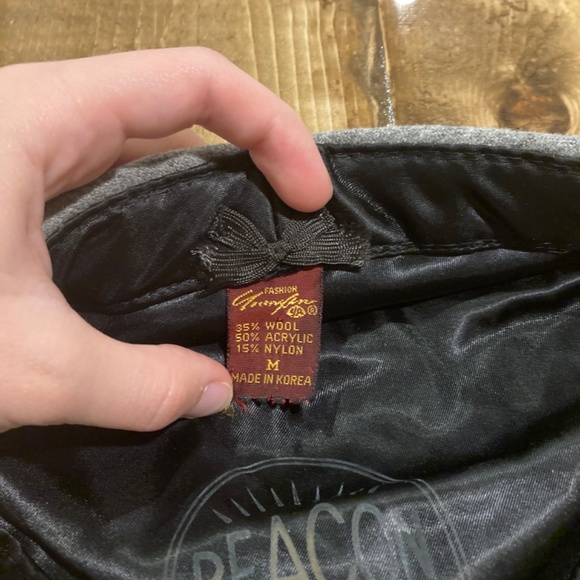 FASHION
®
35% WOOL
50% ACRYLIC
15% NYLON
M
MADE IN KOREA
BEACON